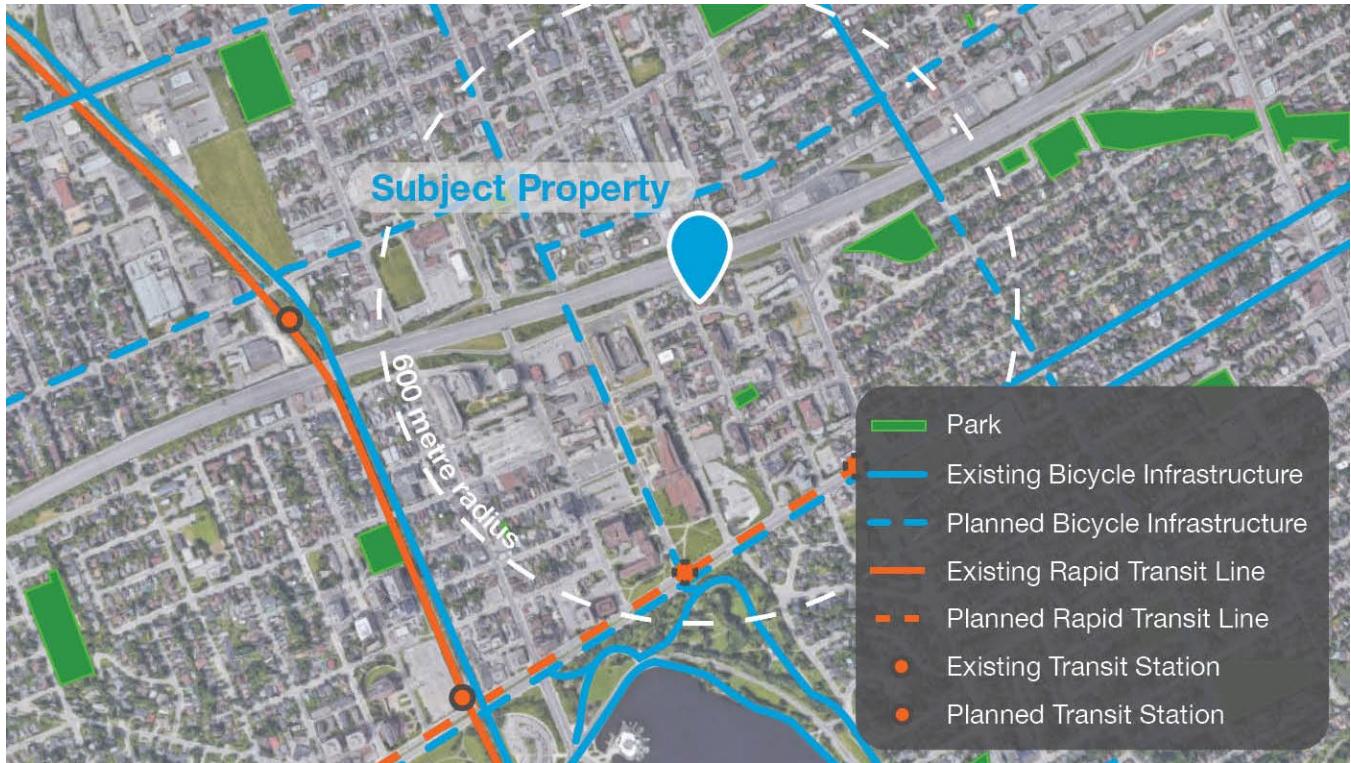 Subject Property
600 metre radius
Park
Existing Bicycle Infrastructure
Planned Bicycle Infrastructure
Existing Rapid Transit Line
Planned Rapid Transit Line
Existing Transit Station
Planned Transit Station